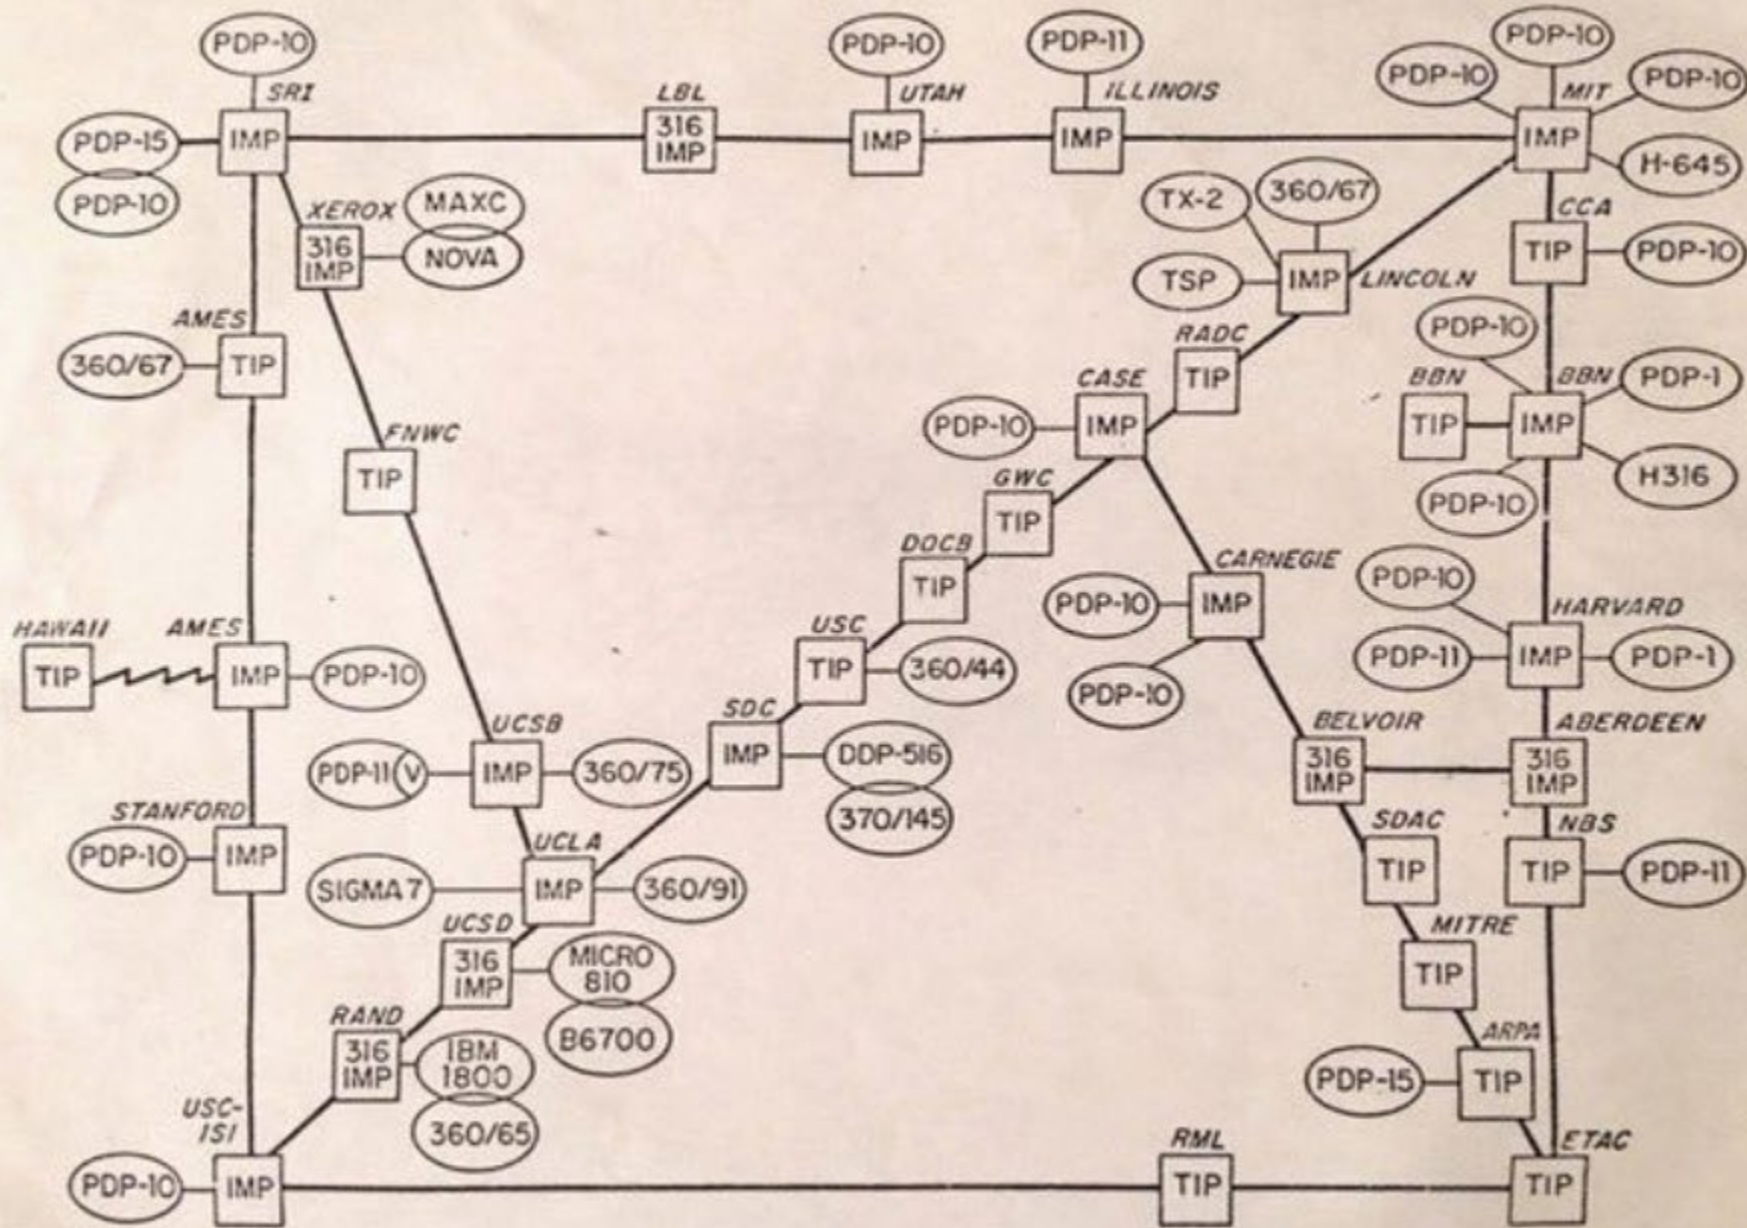 PDP-10
PDP-10
PDP-11
PDP-10
PDP-10
PDP-10
SRI
LBL
UTAH
ILLINOIS
MIT
PDP-15
IMP
316
IMP
IMP
IMP
IMP
H-645
PDP-10
XEROX
MAXC
316
IMP
NOVA
TX-2
360/67
TSP
IMP
LINCOLN
CCA
TIP
PDP-10
AMES
360/67
TIP
RADC
TIP
CASE
PDP-10
IMP
PDP-10
BBN
TIP
BBN
IMP
PDP-1
PDP-10
H316
FNWC
TIP
GWC
TIP
DOCB
TIP
CARNEGIE
PDP-10
IMP
PDP-10
PDP-10
HARVARD
PDP-11
IMP
PDP-1
HAWAII
TIP
AMES
IMP
PDP-10
USC
TIP
360/44
SDC
IMP
DDP-516
370/145
BELVOIR
316
IMP
ABERDEEN
316
IMP
UCSB
PDP-11
V
IMP
360/75
STANFORD
PDP-10
IMP
UCLA
SIGMA 7
IMP
360/91
SDAC
TIP
NBS
TIP
PDP-11
UCSD
316
IMP
MICRO
810
B6700
MITRE
TIP
RAND
316
IMP
IBM
1800
360/65
ARPA
PDP-15
TIP
USC-
ISI
PDP-10
IMP
RML
TIP
ETAC
TIP